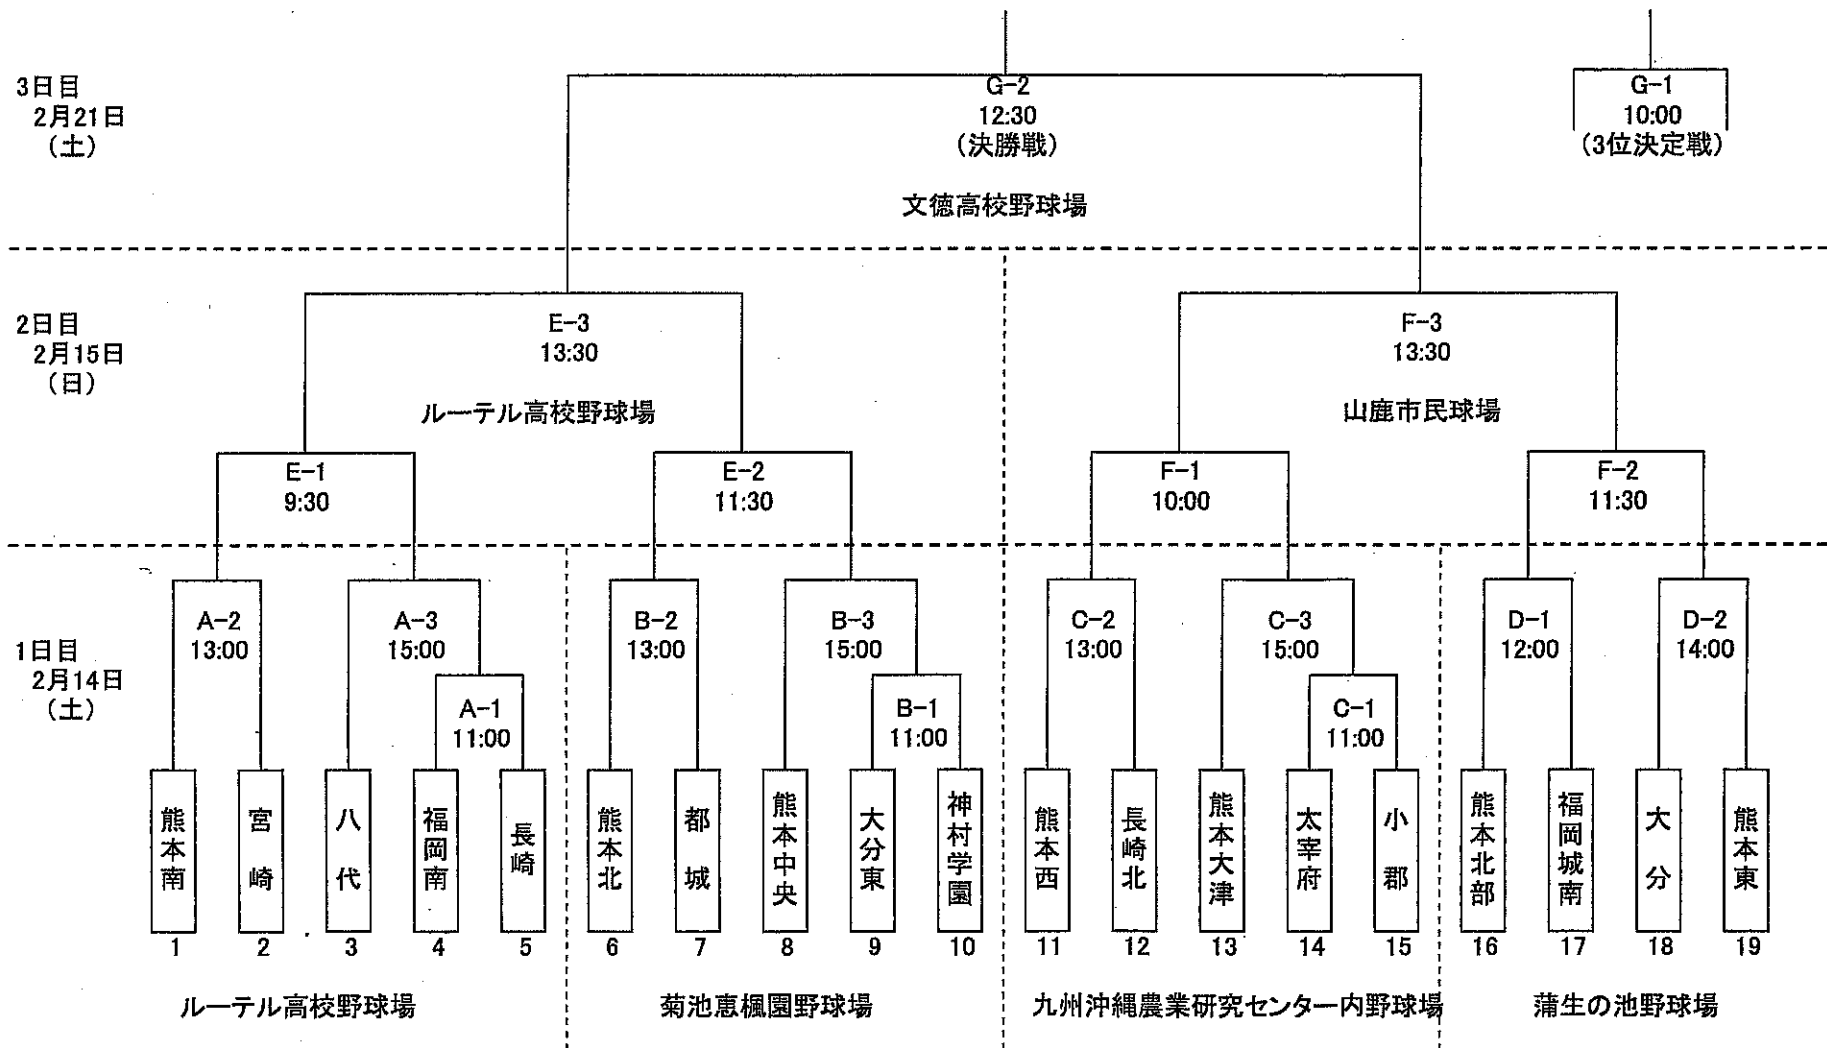 3日目
2月21日
(土)
G-2
12:30
(決勝戦)
文徳高校野球場
G-1
10:00
(3位決定戦)
2日目
2月15日
(日)
E-3
13:30
ルーテル高校野球場
F-3
13:30
山鹿市民球場
E-1
9:30
E-2
11:30
F-1
10:00
F-2
11:30
1日目
2月14日
(土)
A-2
13:00
A-3
15:00
A-1
11:00
B-2
13:00
B-3
15:00
B-1
11:00
C-2
13:00
C-3
15:00
C-1
11:00
D-1
12:00
D-2
14:00
熊本南
宮崎
八代
福岡南
長崎
熊本北
都城
熊本中央
大分東
神村学園
熊本西
長崎北
熊本大津
太宰府
小郡
熊本北部
福岡城南
大分
熊本東
1 2 3 4 5 6 7 8 9 10 11 12 13 14 15 16 17 18 19
ルーテル高校野球場
菊池恵楓園野球場
九州沖縄農業研究センター内野球場
蒲生の池野球場